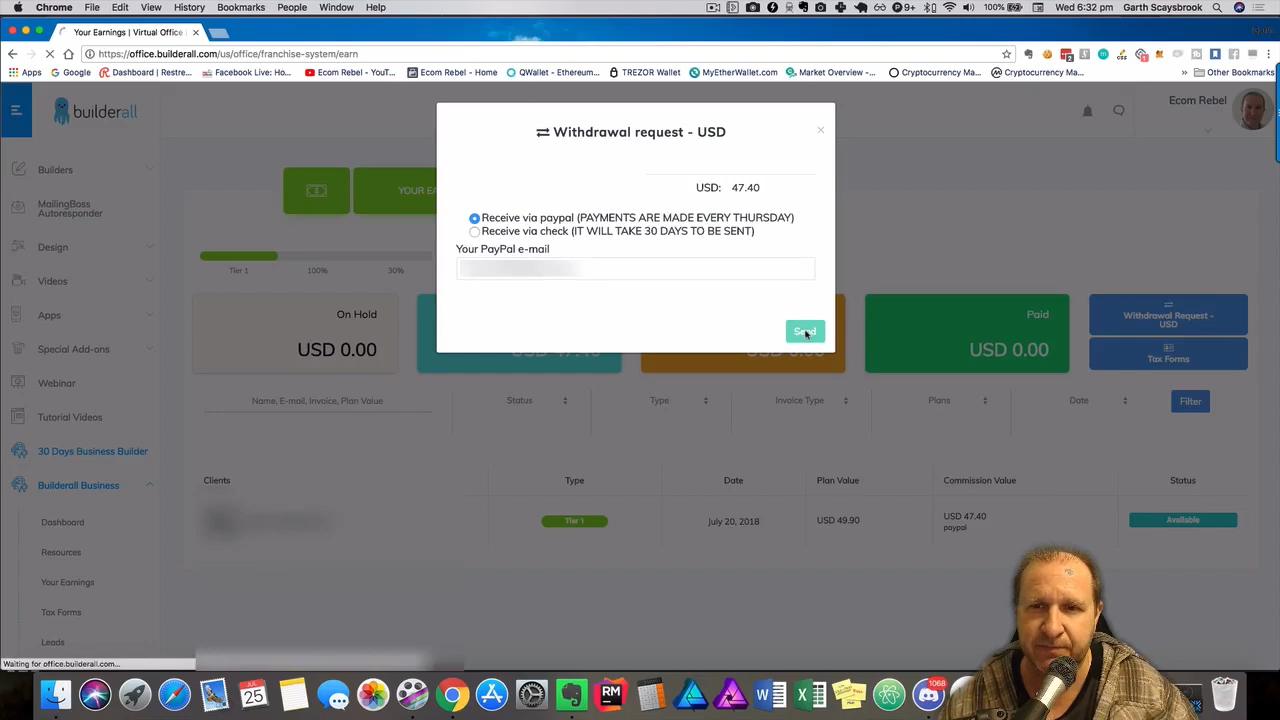 Chrome File Edit View History Bookmarks People Window Help
9+ 100% Wed 6:32 pm Garth Scaysbrook
Your Earnings | Virtual Office
https://office.builderall.com/us/office/franchise-system/earn
Apps Google Dashboard | Restre... Facebook Live: Ho... Ecom Rebel - YouT... Ecom Rebel - Home QWallet - Ethereum... TREZOR Wallet MyEtherWallet.com Market Overview -... Cryptocurrency Ma... Cryptocurrency Ma... » Other Bookmarks
builderall
Ecom Rebel
Withdrawal request - USD
×
USD: 47.40
Receive via paypal (PAYMENTS ARE MADE EVERY THURSDAY)
Receive via check (IT WILL TAKE 30 DAYS TO BE SENT)
Your PayPal e-mail
Send
Builders
MailingBoss
Autoresponder
Design
Videos
Apps
Special Add-ons
Webinar
Tutorial Videos
30 Days Business Builder
Builderall Business
Dashboard
Resources
Your Earnings
Tax Forms
Leads
YOUR EA
Tier 1 100% 30%
On Hold
USD 0.00
Paid
USD 0.00
Withdrawal Request -
USD
Tax Forms
Name, E-mail, Invoice, Plan Value Status Type Invoice Type Plans Date Filter
Clients Type Date Plan Value Commission Value Status
Tier 1 July 20, 2018 USD 49.90 USD 47.40 Available
paypal
Waiting for office.builderall.com...
JUL
25
RM
W
X
1068